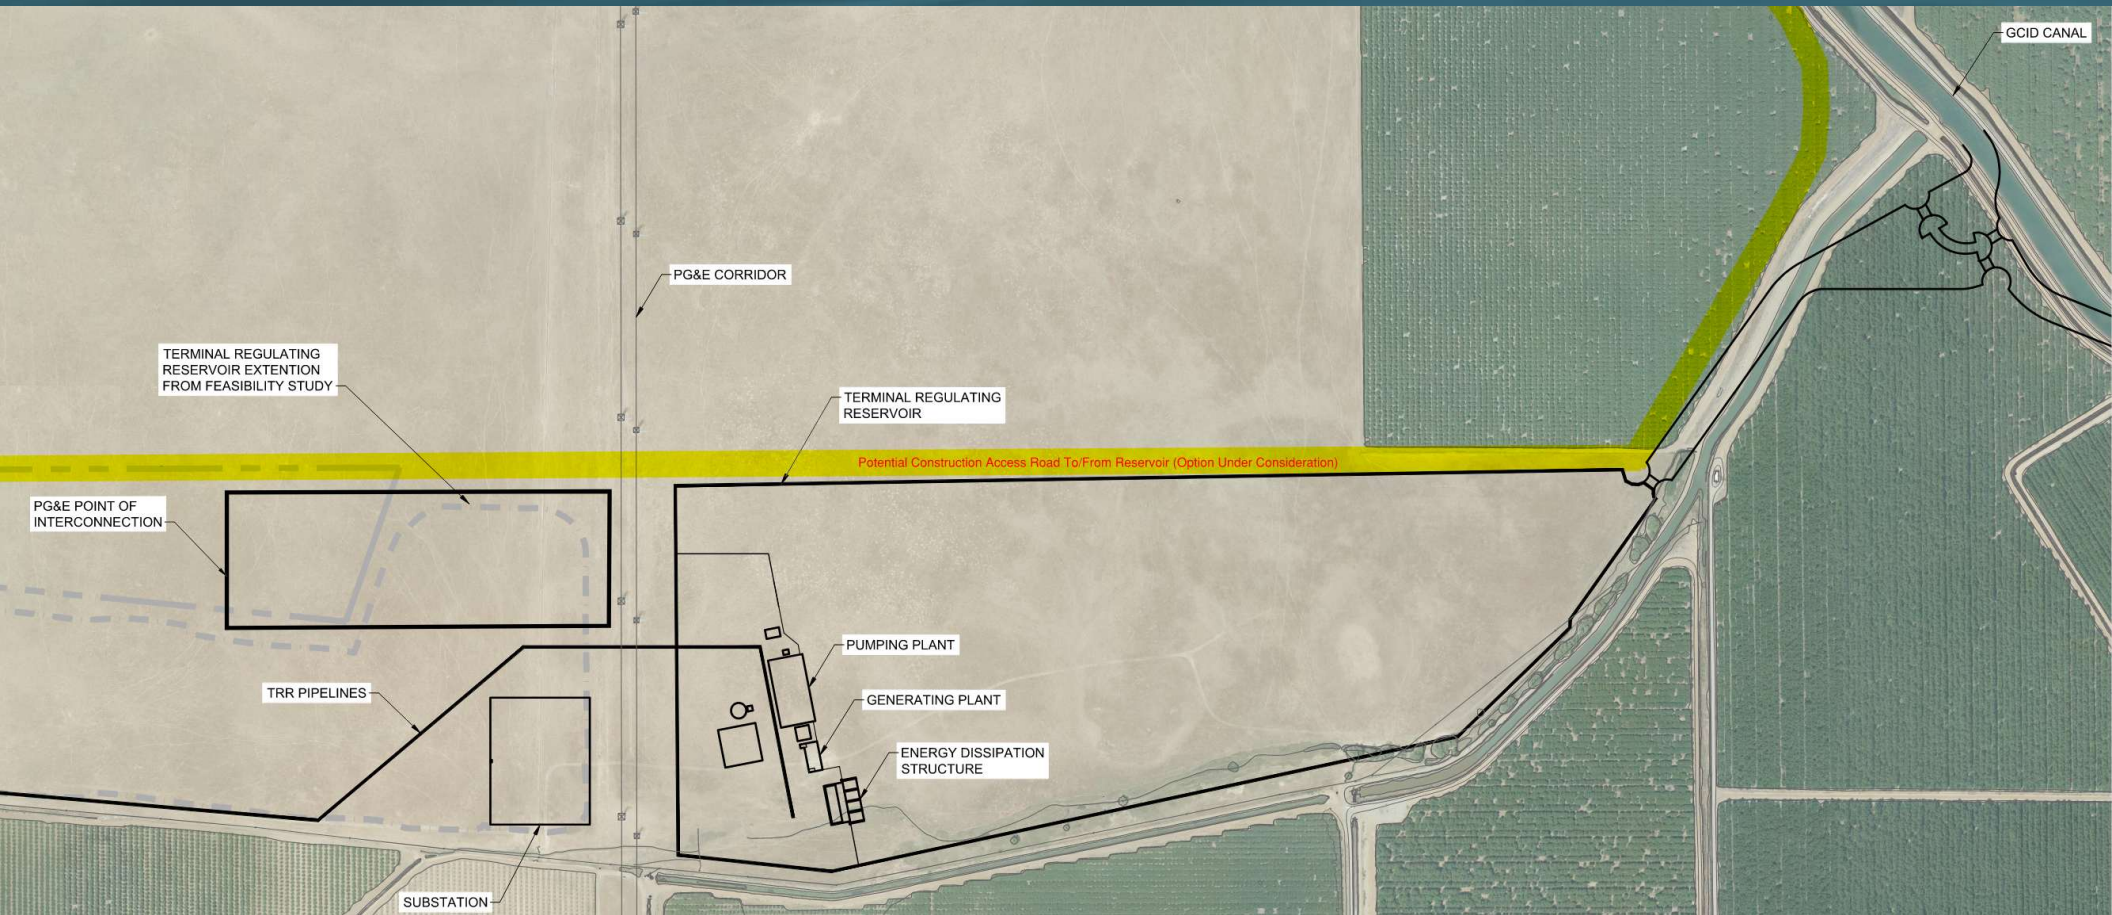 GCID CANAL
PG&E CORRIDOR
TERMINAL REGULATING
RESERVOIR EXTENTION
FROM FEASIBILITY STUDY
TERMINAL REGULATING
RESERVOIR
Potential Construction Access Road To/From Reservoir (Option Under Consideration)
PG&E POINT OF
INTERCONNECTION
PUMPING PLANT
TRR PIPELINES
GENERATING PLANT
ENERGY DISSIPATION
STRUCTURE
SUBSTATION